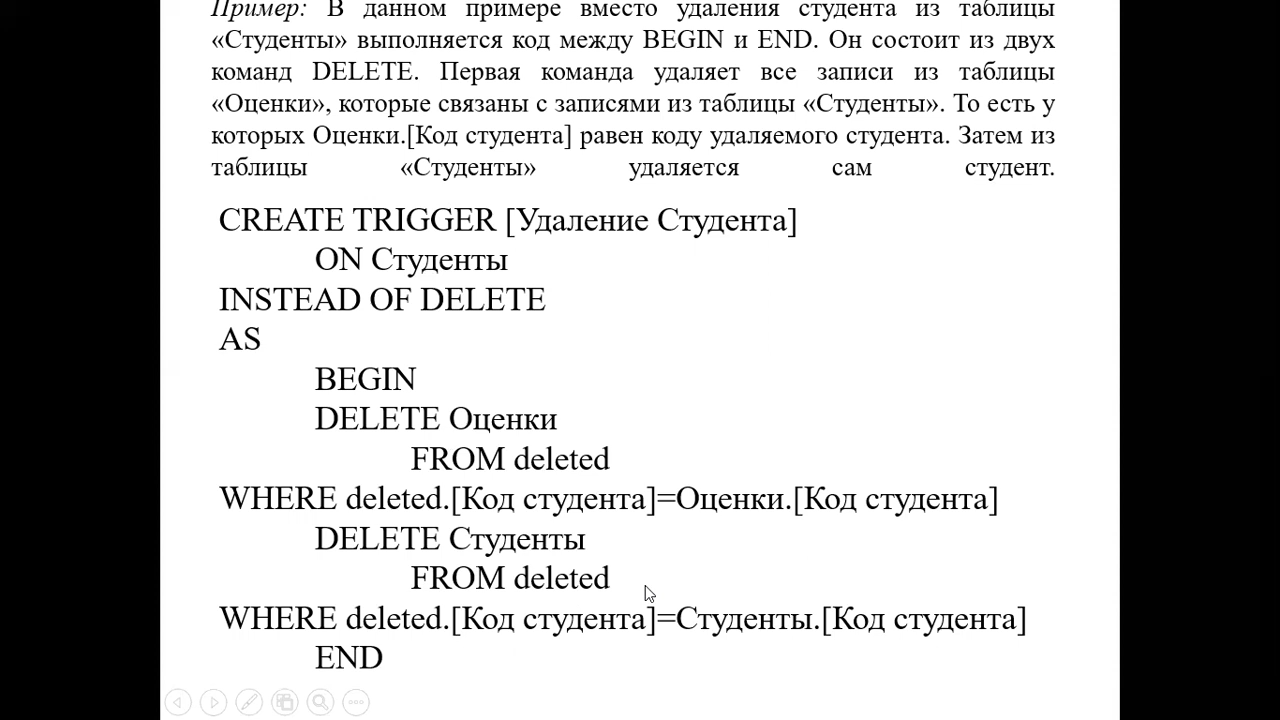 Пример: В данном примере вместо удаления студента из таблицы
«Студенты» выполняется код между BEGIN и END. Он состоит из двух
команд DELETE. Первая команда удаляет все записи из таблицы
«Оценки», которые связаны с записями из таблицы «Студенты». То есть у
которых Оценки.[Код студента] равен коду удаляемого студента. Затем из
таблицы «Студенты» удаляется сам студент.
CREATE TRIGGER [Удаление Студента]
ON Студенты
INSTEAD OF DELETE
AS
BEGIN
DELETE Оценки
FROM deleted
WHERE deleted.[Код студента]=Оценки.[Код студента]
DELETE Студенты
FROM deleted
WHERE deleted.[Код студента]=Студенты.[Код студента]
END